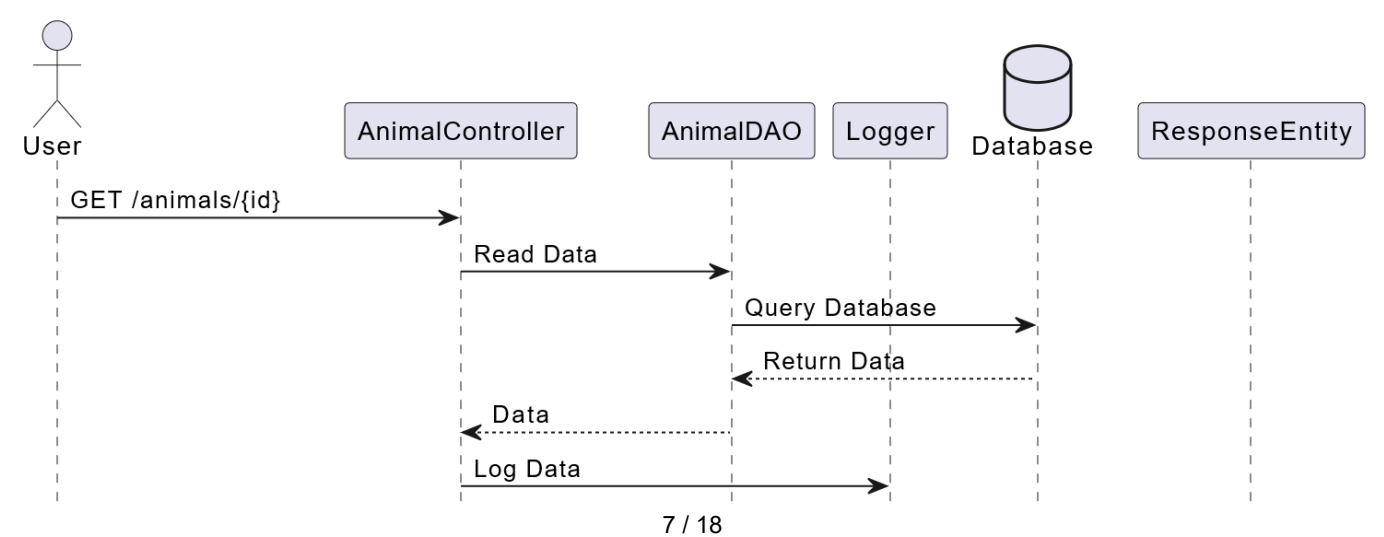 User
AnimalController
AnimalDAO
Logger
Database
ResponseEntity
GET /animals/{id}
Read Data
Query Database
Return Data
Data
Log Data
7 / 18